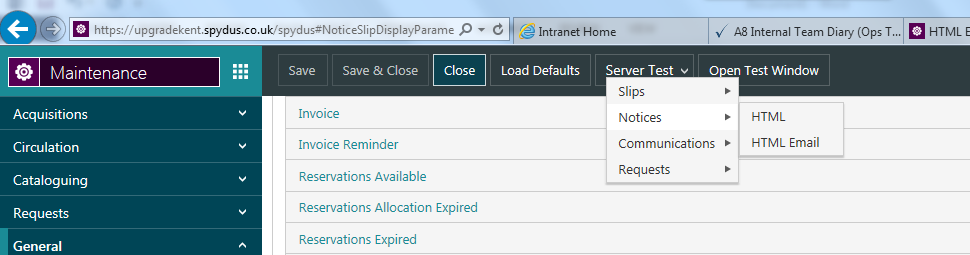 https://upgradekent.spydus.co.uk/spydus#NoticeSlipDisplayParame
Intranet Home
A8 Internal Team Diary (Ops T...
HTML E
Maintenance
Save
Save & Close
Close
Load Defaults
Server Test
Open Test Window
Acquisitions
Circulation
Cataloguing
Requests
General
Invoice
Invoice Reminder
Reservations Available
Reservations Allocation Expired
Reservations Expired
Slips
Notices
Communications
Requests
HTML
HTML Email